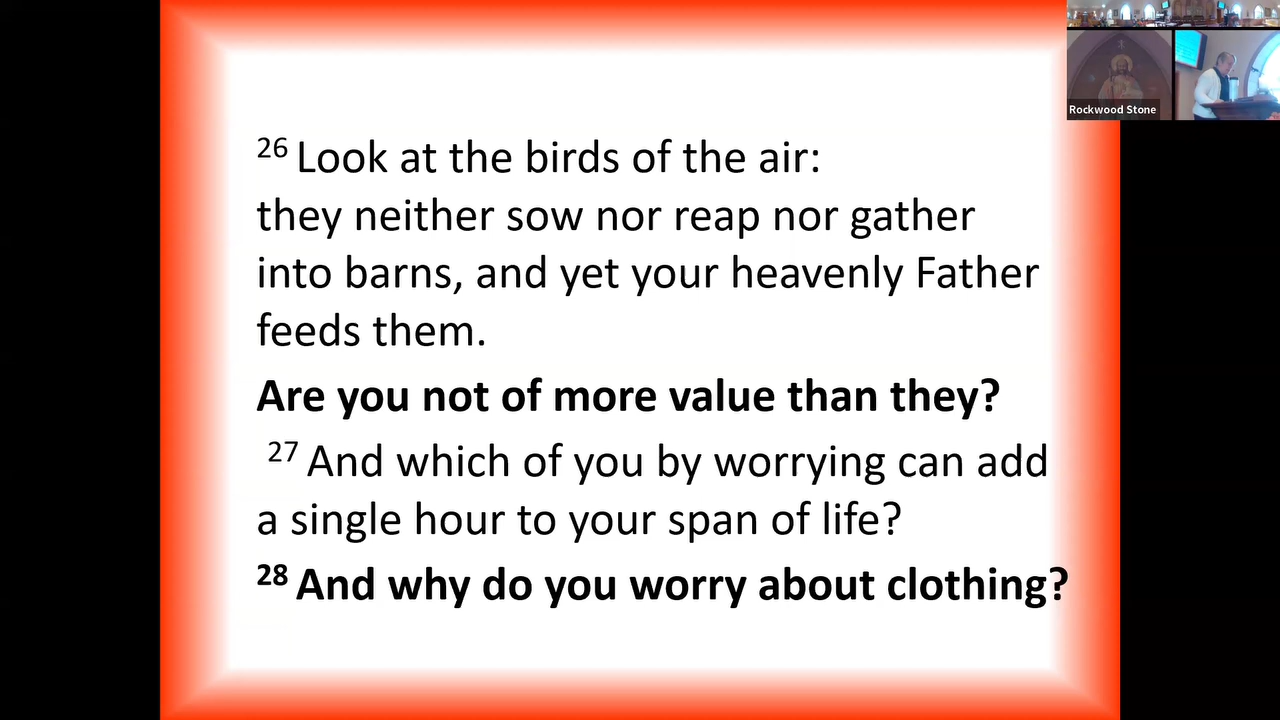 26 Look at the birds of the air:
they neither sow nor reap nor gather
into barns, and yet your heavenly Father
feeds them.
Are you not of more value than they?
27 And which of you by worrying can add
a single hour to your span of life?
28 And why do you worry about clothing?
Rockwood Stone